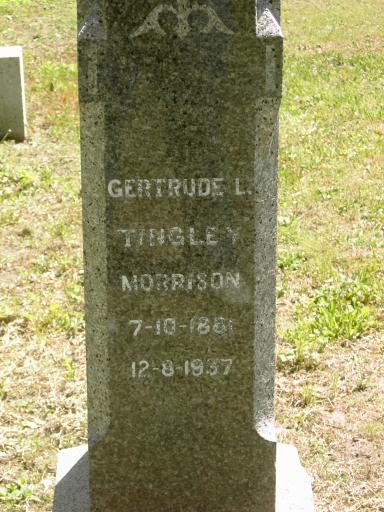 GERTRUDE L.
TINGLEY
MORRISON
7-10-1881
12-8-1937